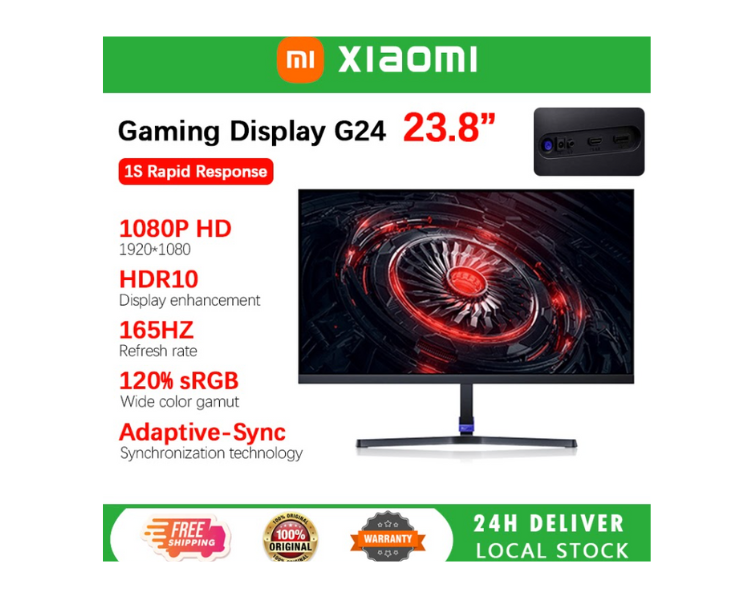 mi xiaomi
Gaming Display G24 23.8”
1S Rapid Response
1080P HD
1920*1080
HDR10
Display enhancement
165HZ
Refresh rate
120% sRGB
Wide color gamut
Adaptive-Sync
Synchronization technology
FREE
SHIPPING
100% ORIGINAL
100%
ORIGINAL
WARRANTY
24H DELIVER
LOCAL STOCK